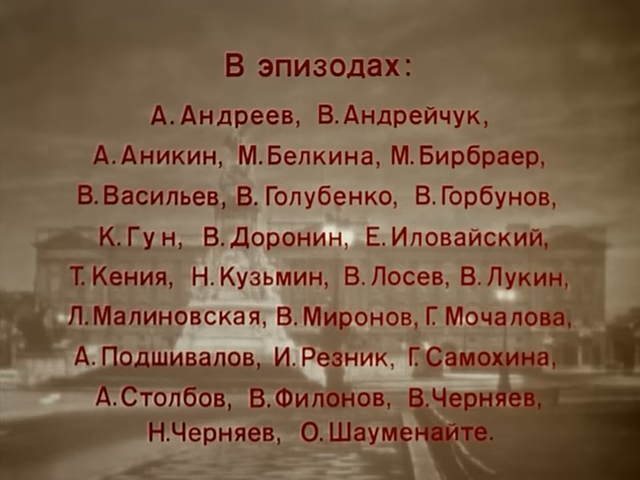 В эпизодах:
А. Андреев, В. Андрейчук,
А. Аникин, М. Белкина, М. Бирбраер,
В. Васильев, В. Голубенко, В. Горбунов,
К. Гун, В. Доронин, Е. Иловайский,
Т. Кения, Н. Кузьмин, В. Лосев, В. Лукин,
Л. Малиновская, В. Миронов, Г. Мочалова,
А. Подшивалов, И. Резник, Г. Самохина,
А. Столбов, В. Филонов, В. Черняев,
Н. Черняев, О. Шауменайте.